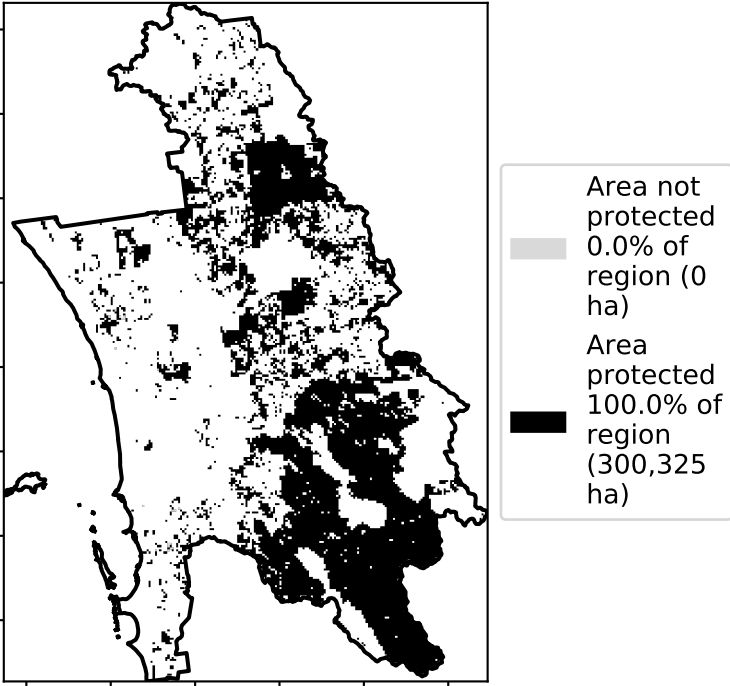 Area not
protected
0.0% of
region (0
ha)
Area
protected
100.0% of
region
(300,325
ha)